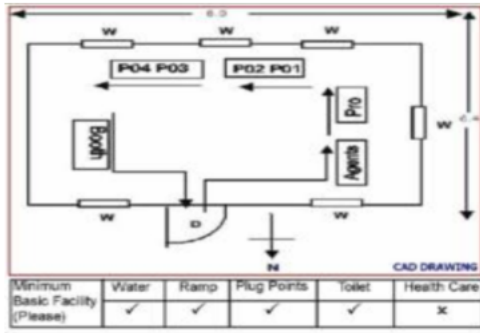 W W W
P04 P03 P02 P01
Pro
W
Booth
Agents
W D W
N
CAD DRAWING
Minimum Basic Facility (Please) Water Ramp Plug Points Toilet Health Care
✓ ✓ ✓ ✓ x